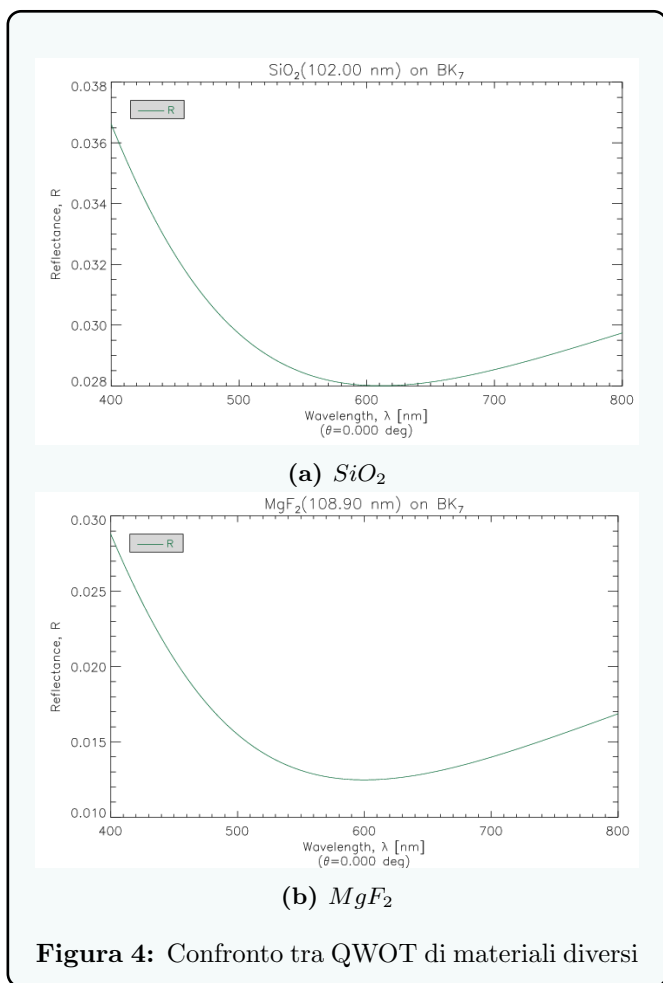 SiO₂(102.00 nm) on BK₇
0.038
R
0.036
0.034
Reflectance, R
0.032
0.030
0.028
400 500 600 700 800
Wavelength, λ [nm]
(θ=0.000 deg)
(a) SiO₂
MgF₂(108.90 nm) on BK₇
0.030
R
0.025
Reflectance, R
0.020
0.015
0.010
400 500 600 700 800
Wavelength, λ [nm]
(θ=0.000 deg)
(b) MgF₂
Figura 4: Confronto tra QWOT di materiali diversi